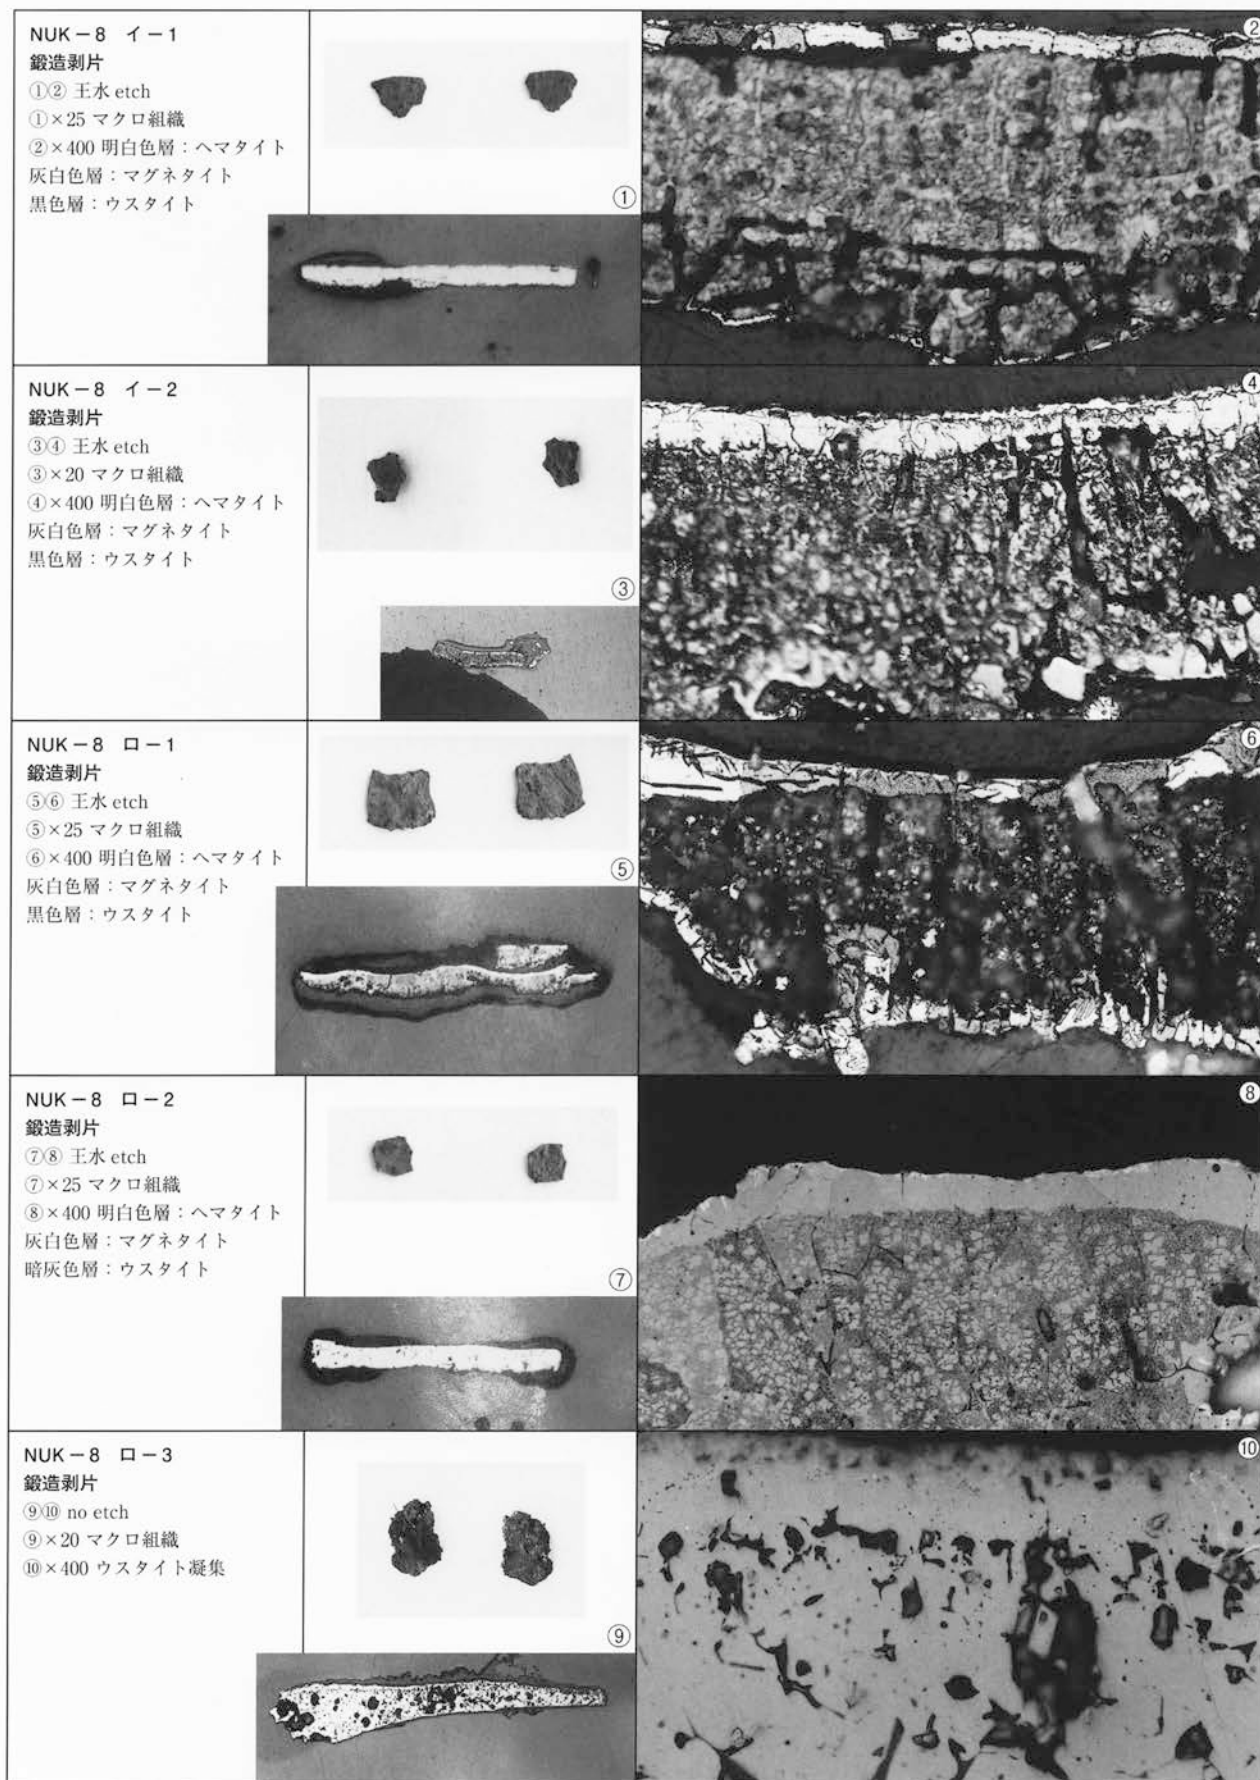 NUK−8　イ−1
鍛造剥片
①② 王水 etch
①×25 マクロ組織
②×400 明白色層：ヘマタイト
灰白色層：マグネタイト
黒色層：ウスタイト
①
②
NUK−8　イ−2
鍛造剥片
③④ 王水 etch
③×20 マクロ組織
④×400 明白色層：ヘマタイト
灰白色層：マグネタイト
黒色層：ウスタイト
③
④
NUK−8　ロ−1
鍛造剥片
⑤⑥ 王水 etch
⑤×25 マクロ組織
⑥×400 明白色層：ヘマタイト
灰白色層：マグネタイト
黒色層：ウスタイト
⑤
⑥
NUK−8　ロ−2
鍛造剥片
⑦⑧ 王水 etch
⑦×25 マクロ組織
⑧×400 明白色層：ヘマタイト
灰白色層：マグネタイト
暗灰色層：ウスタイト
⑦
⑧
NUK−8　ロ−3
鍛造剥片
⑨⑩ no etch
⑨×20 マクロ組織
⑩×400 ウスタイト凝集
⑨
⑩